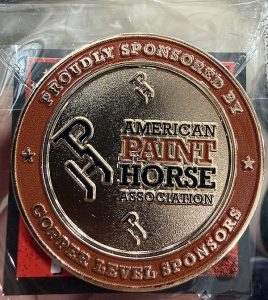 PROUDLY SPONSORED BY
AMERICAN
PAINT
HORSE
ASSOCIATION
COPPER LEVEL SPONSORS